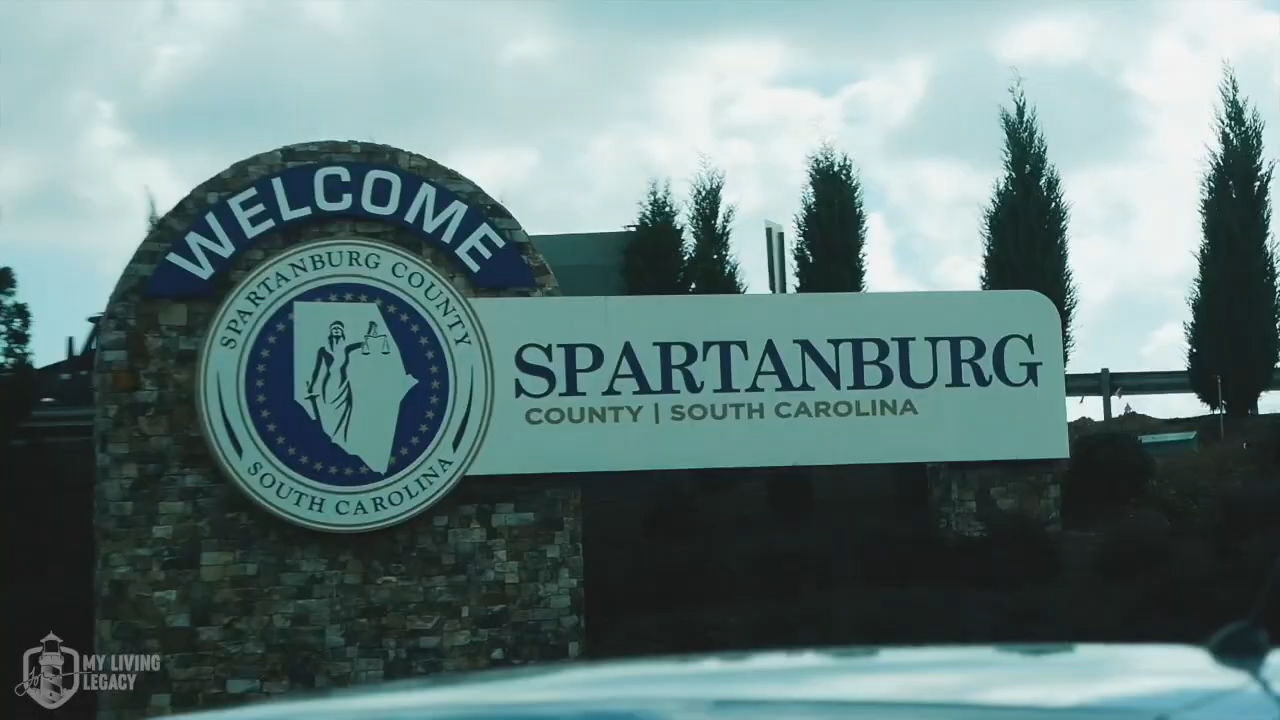 WELCOME
SPARTANBURG COUNTY
SOUTH CAROLINA
SPARTANBURG
COUNTY | SOUTH CAROLINA
MY LIVING
LEGACY